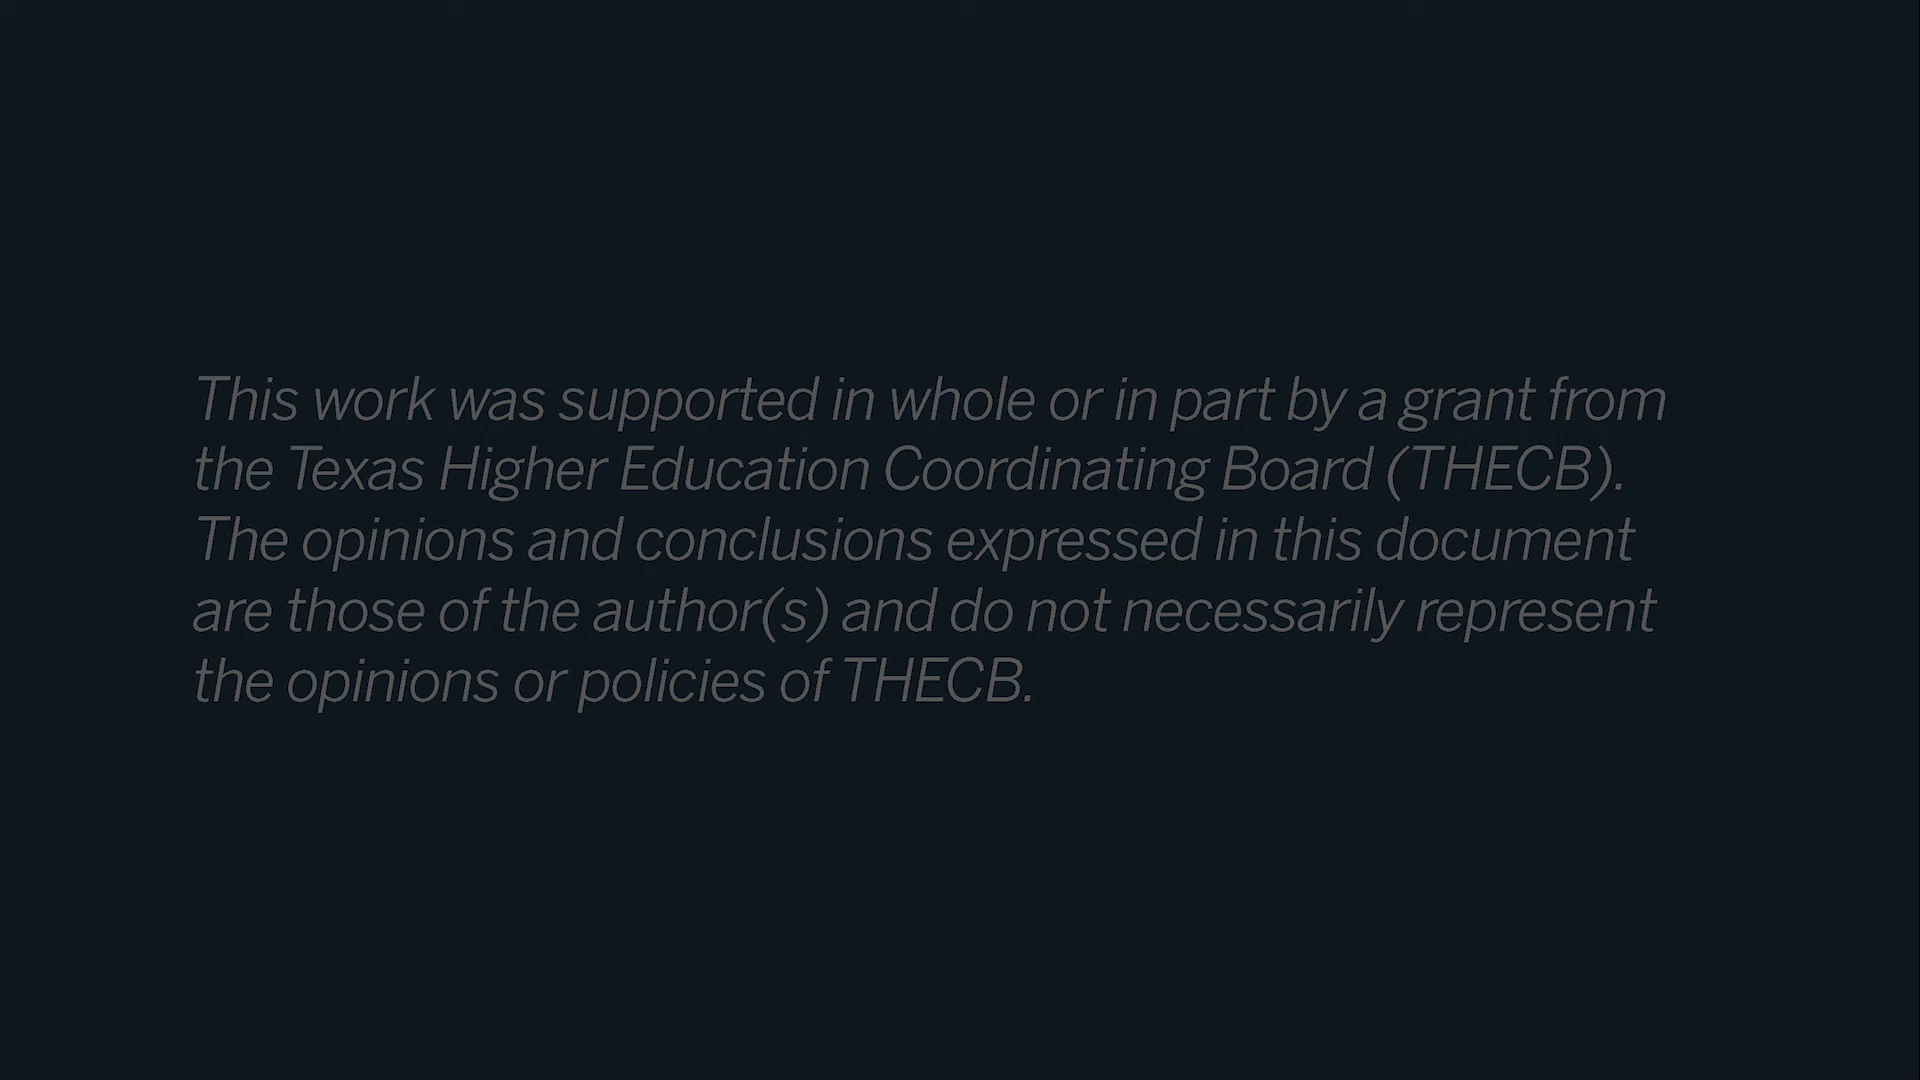 This work was supported in whole or in part by a grant from
the Texas Higher Education Coordinating Board (THECB).
The opinions and conclusions expressed in this document
are those of the author(s) and do not necessarily represent
the opinions or policies of THECB.